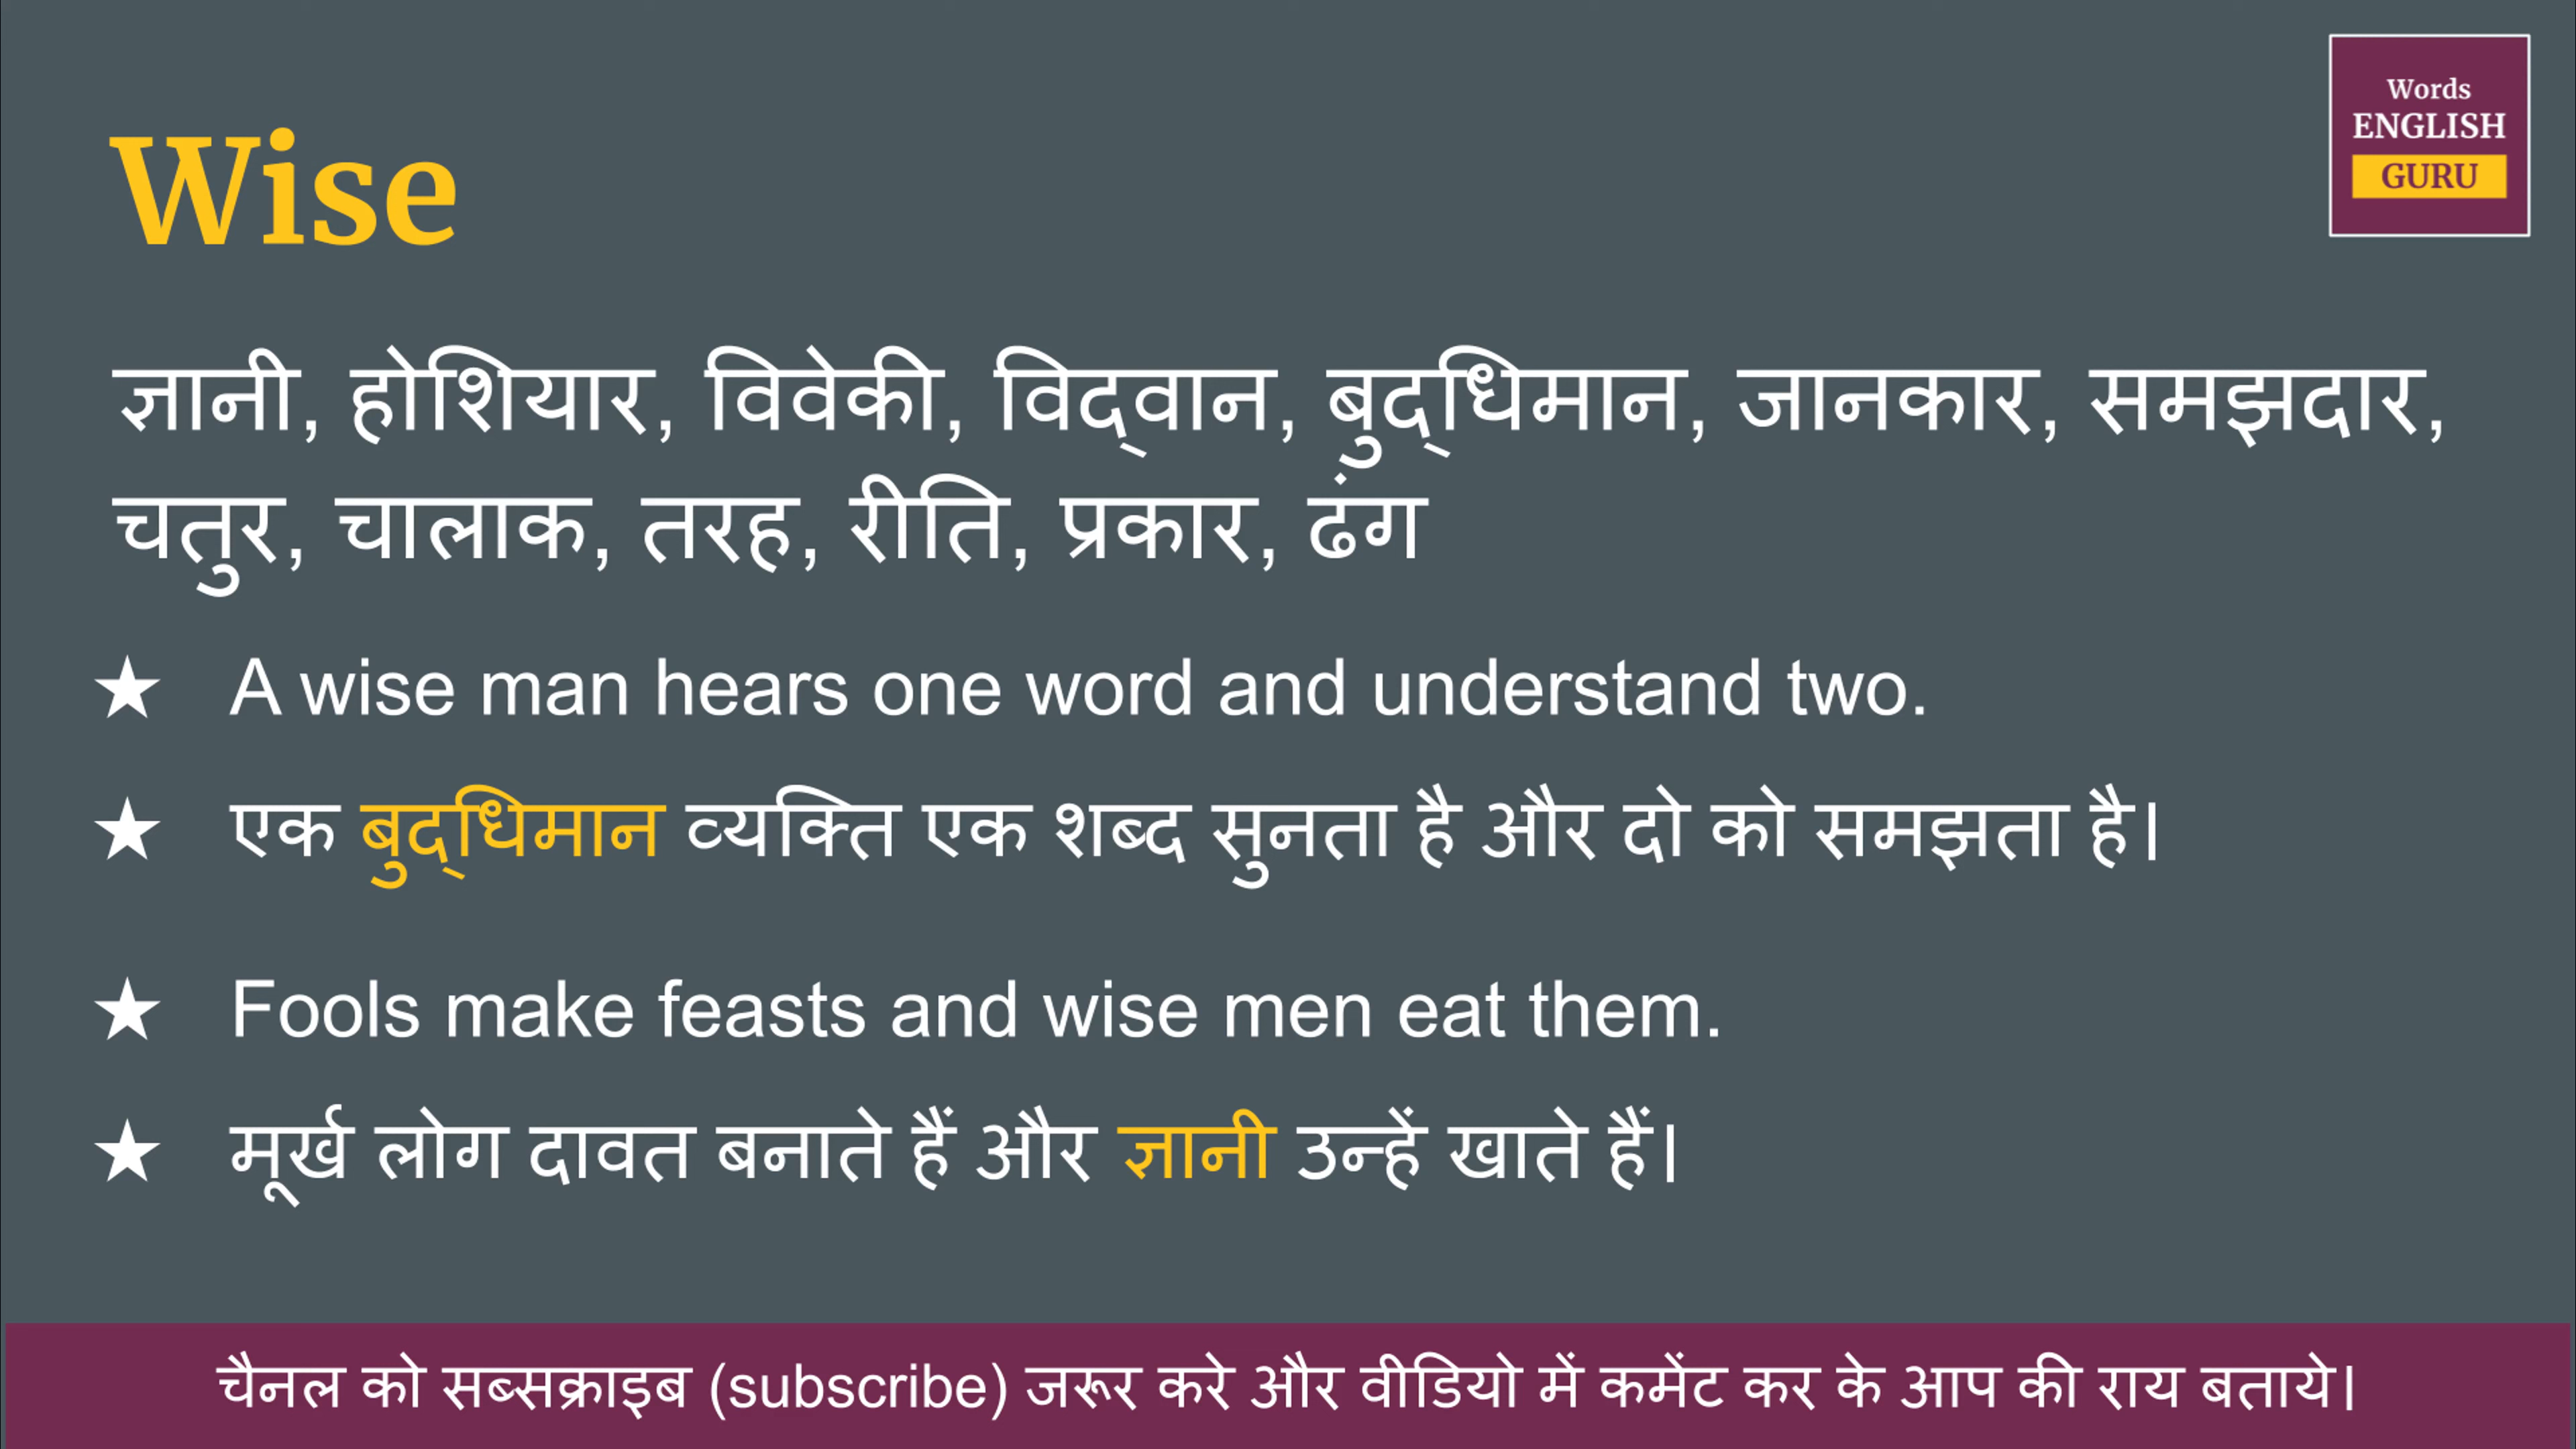 Words
ENGLISH
GURU
Wise
ज्ञानी, होशियार, विवेकी, विद्‌वान, बुद्‌धिमान, जानकार, समझदार,
चतुर, चालाक, तरह, रीति, प्रकार, ढंग
★ A wise man hears one word and understand two.
★ एक बुद्‌धिमान व्यक्ति एक शब्द सुनता है और दो को समझता है।
★ Fools make feasts and wise men eat them.
★ मूर्ख लोग दावत बनाते हैं और ज्ञानी उन्हें खाते हैं।
चैनल को सब्सक्राइब (subscribe) जरूर करे और वीडियो में कमेंट कर के आप की राय बताये।